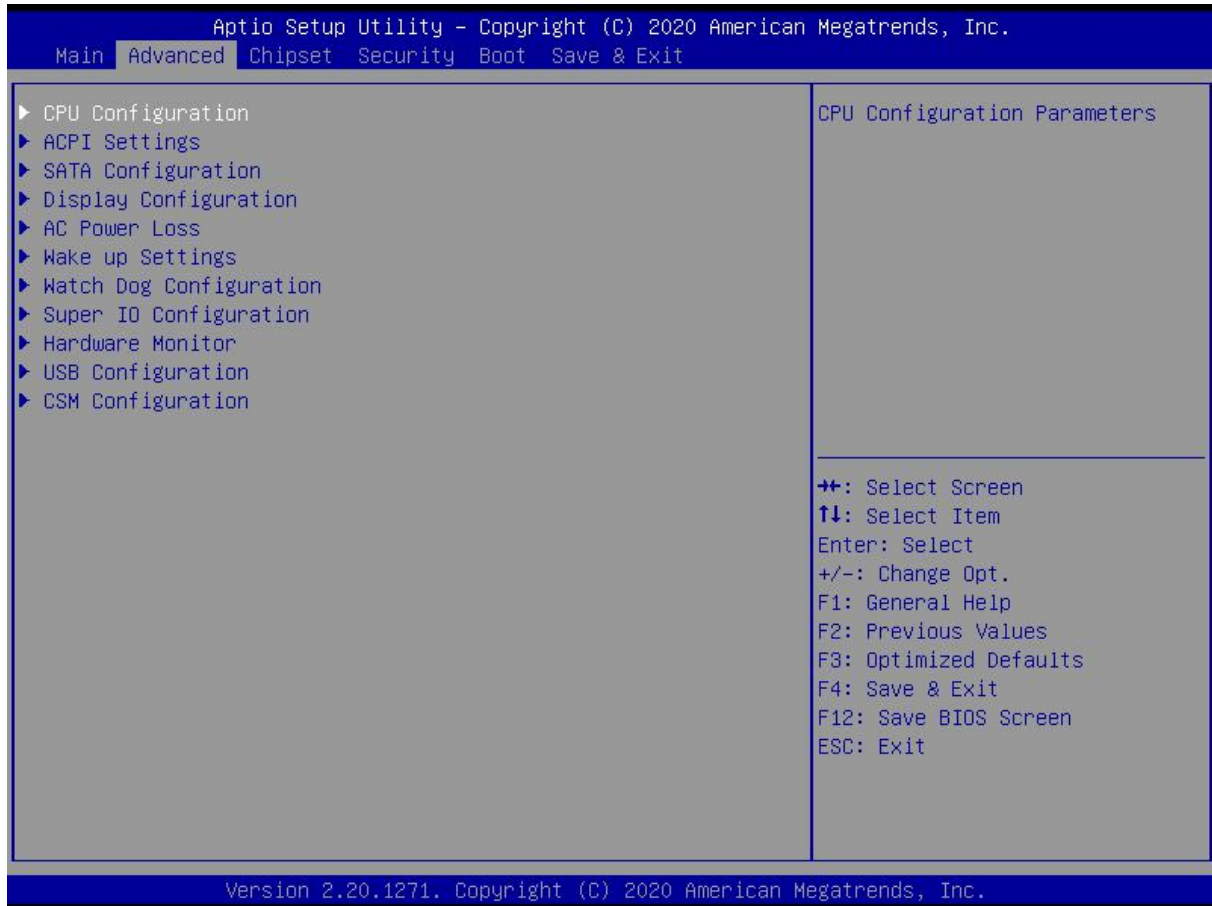 Aptio Setup Utility – Copyright (C) 2020 American Megatrends, Inc.
Main Advanced Chipset Security Boot Save & Exit
▶ CPU Configuration
▶ ACPI Settings
▶ SATA Configuration
▶ Display Configuration
▶ AC Power Loss
▶ Wake up Settings
▶ Watch Dog Configuration
▶ Super IO Configuration
▶ Hardware Monitor
▶ USB Configuration
▶ CSM Configuration
CPU Configuration Parameters
→←: Select Screen
↑↓: Select Item
Enter: Select
+/-: Change Opt.
F1: General Help
F2: Previous Values
F3: Optimized Defaults
F4: Save & Exit
F12: Save BIOS Screen
ESC: Exit
Version 2.20.1271. Copyright (C) 2020 American Megatrends, Inc.